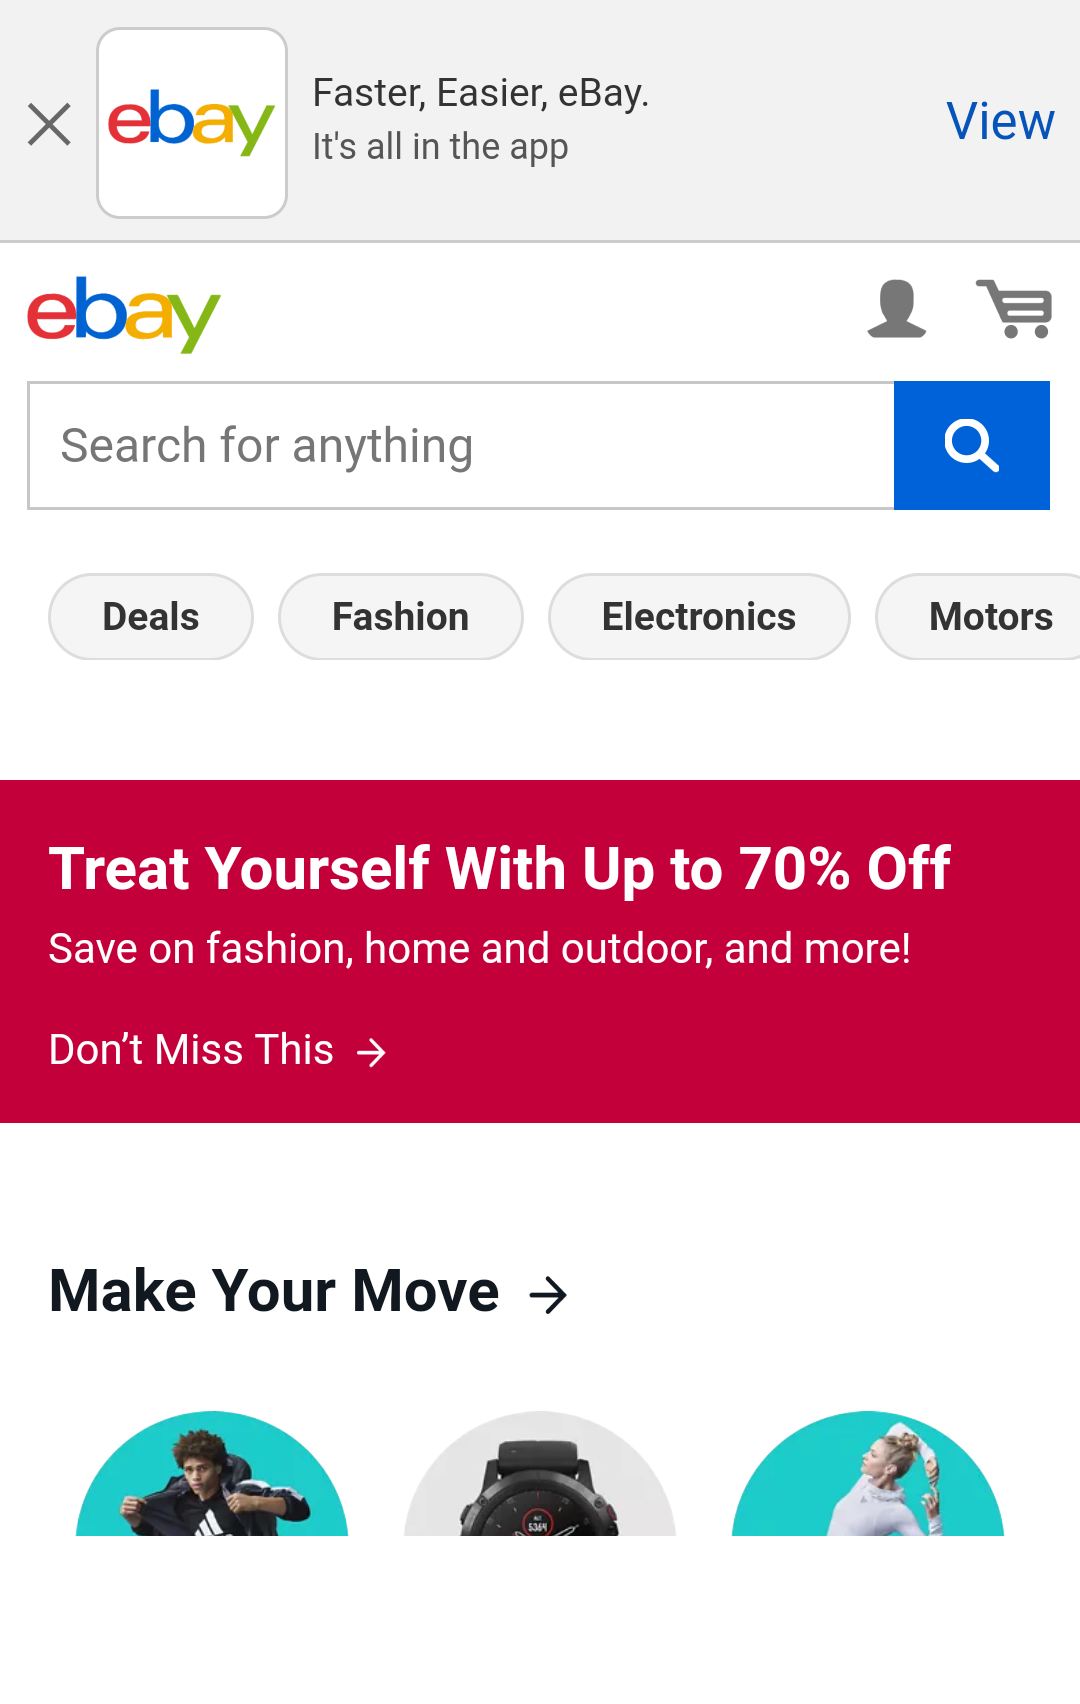 ebay
Faster, Easier, eBay.
It's all in the app
View
ebay
Search for anything
Deals
Fashion
Electronics
Motors
Treat Yourself With Up to 70% Off
Save on fashion, home and outdoor, and more!
Don’t Miss This
Make Your Move
ALT
5364